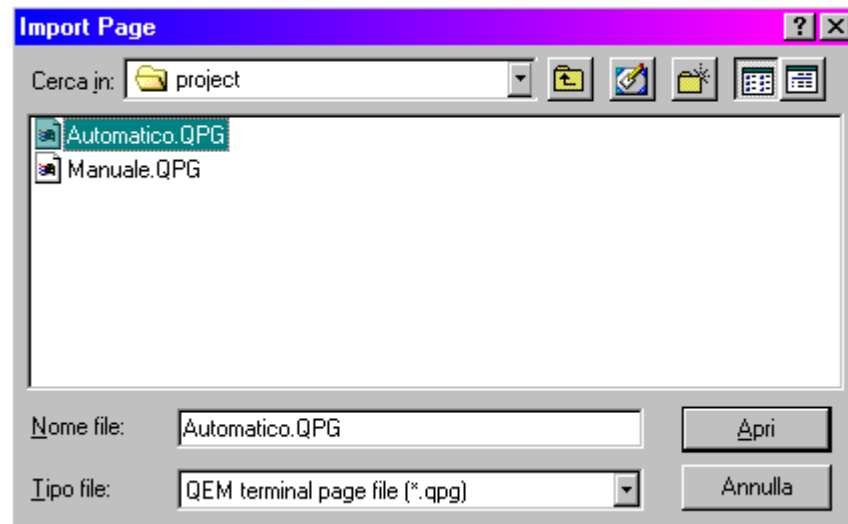 Import Page
Cerca in: project
Automatico.QPG
Manuale.QPG
Nome file: Automatico.QPG Apri
Tipo file: QEM terminal page file (*.qpg) Annulla